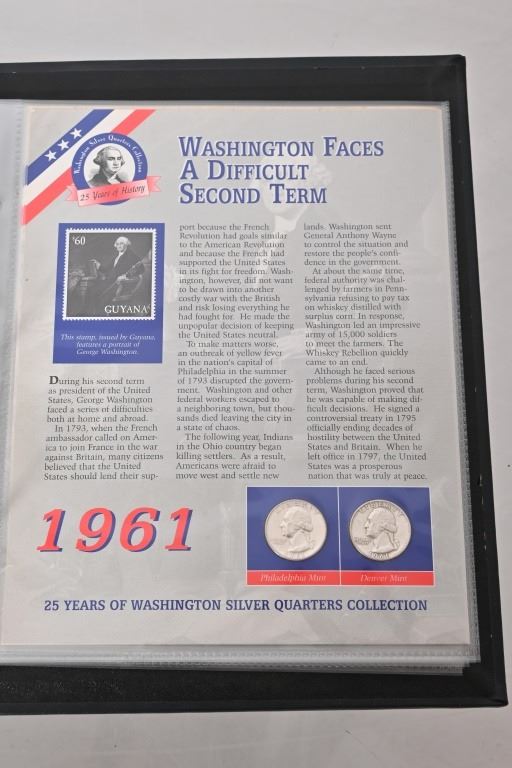 Washington Silver Quarters Collection
25 Years of History
WASHINGTON FACES
A DIFFICULT
SECOND TERM
$60
GUYANA
This stamp, issued by Guyana,
features a portrait of
George Washington.
During his second term
as president of the United
States, George Washington
faced a series of difficulties
both at home and abroad.
In 1793, when the French
ambassador called on Amer-
ica to join France in the war
against Britain, many citizens
believed that the United
States should lend their sup-
port because the French
Revolution had goals similar
to the American Revolution
and because the French had
supported the United States
in its fight for freedom. Wash-
ington, however, did not want
to be drawn into another
costly war with the British
and risk losing everything he
had fought for. He made the
unpopular decision of keeping
the United States neutral.
To make matters worse,
an outbreak of yellow fever
in the nation's capital of
Philadelphia in the summer
of 1793 disrupted the govern-
ment. Washington and other
federal workers escaped to
a neighboring town, but thou-
sands died leaving the city in
a state of chaos.
The following year, Indians
in the Ohio country began
killing settlers. As a result,
Americans were afraid to
move west and settle new
lands. Washington sent
General Anthony Wayne
to control the situation and
restore the people's confi-
dence in the government.
At about the same time,
federal authority was chal-
lenged by farmers in Penn-
sylvania refusing to pay tax
on whiskey distilled with
surplus corn. In response,
Washington led an impressive
army of 15,000 soldiers
to meet the farmers. The
Whiskey Rebellion quickly
came to an end.
Although he faced serious
problems during his second
term, Washington proved that
he was capable of making dif-
ficult decisions. He signed a
controversial treaty in 1795
officially ending decades of
hostility between the United
States and Britain. When he
left office in 1797, the United
States was a prosperous
nation that was truly at peace.
1961
Philadelphia Mint
Denver Mint
25 YEARS OF WASHINGTON SILVER QUARTERS COLLECTION